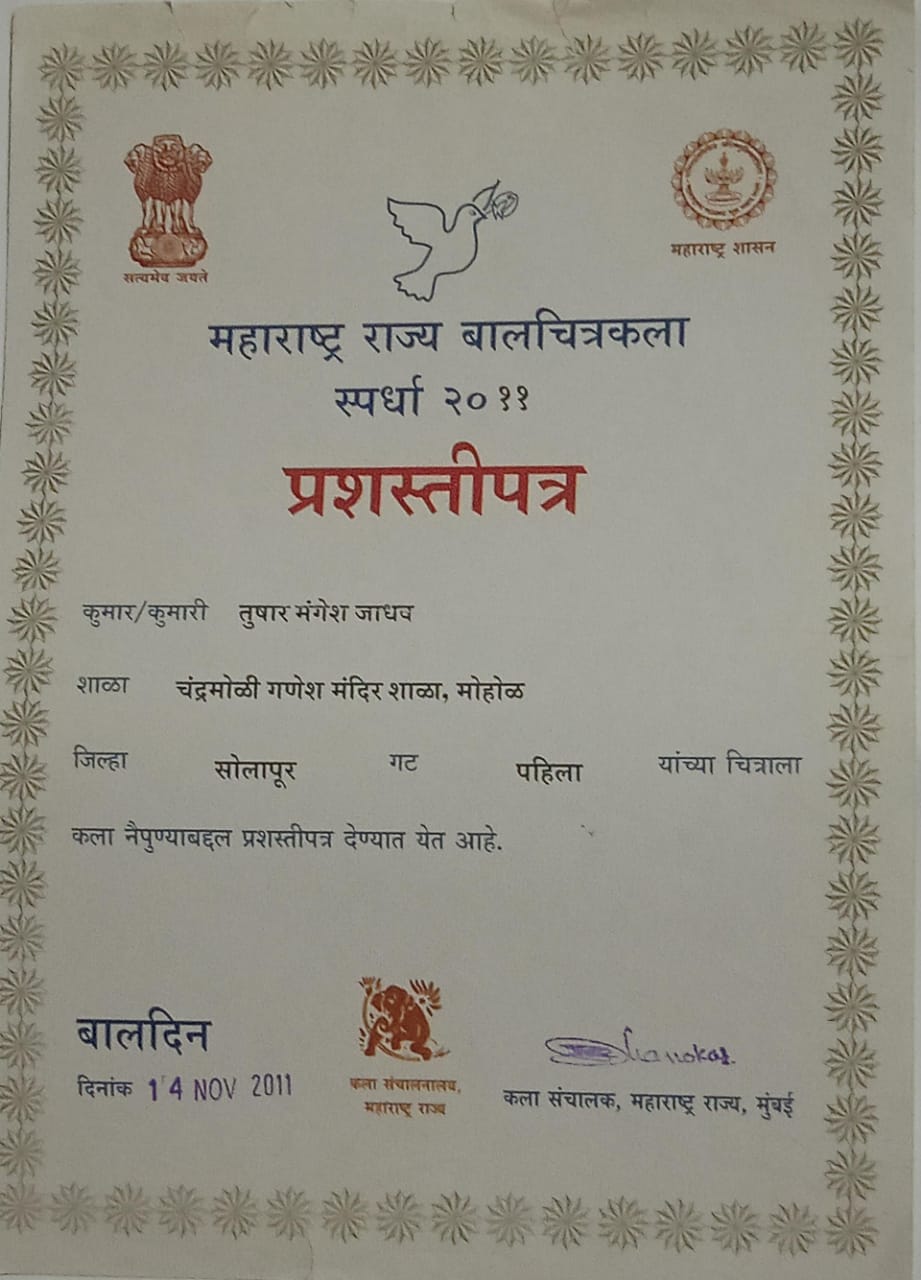 सत्यमेव जयते
महाराष्ट्र शासन
महाराष्ट्र राज्य बालचित्रकला
स्पर्धा २०११
प्रशस्तीपत्र
कुमार/कुमारी तुषार मंगेश जाधव
शाळा चंद्रमोळी गणेश मंदिर शाळा, मोहोळ
जिल्हा सोलापूर गट पहिला यांच्या चित्राला
कला नैपुण्याबद्दल प्रशस्तीपत्र देण्यात येत आहे.
बालदिन
दिनांक 14 NOV 2011
कला संचालनालय,
महाराष्ट्र राज्य
कला संचालक, महाराष्ट्र राज्य, मुंबई